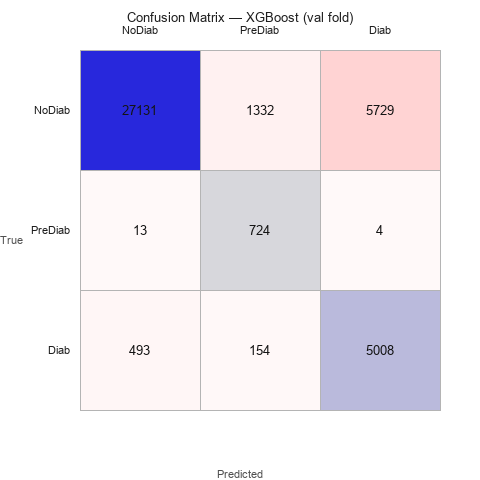 Confusion Matrix — XGBoost (val fold)
NoDiab PreDiab Diab
NoDiab 27131 1332 5729
PreDiab 13 724 4
True
Diab 493 154 5008
Predicted